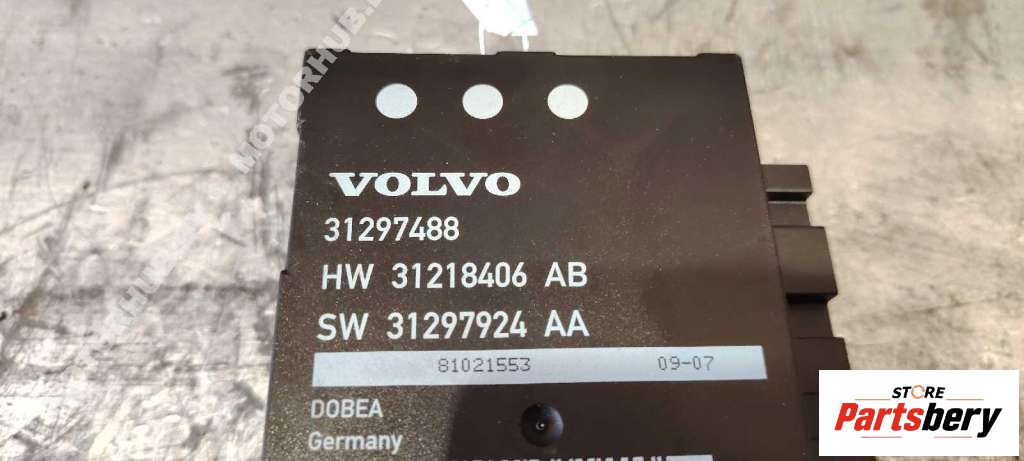 VOLVO
31297488
HW 31218406 AB
SW 31297924 AA
81021553 09-07
DOBEA
Germany
STORE
Partsbery